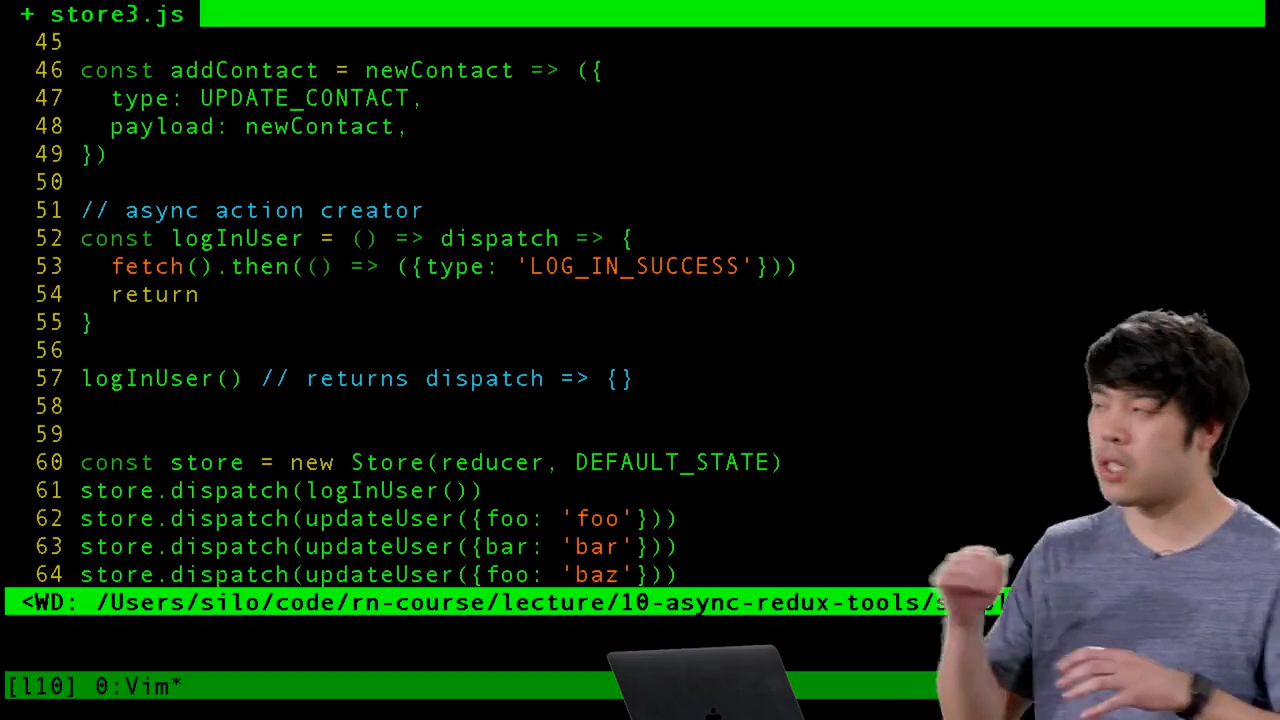 + store3.js
45
46 const addContact = newContact => ({
47   type: UPDATE_CONTACT,
48   payload: newContact,
49 })
50
51 // async action creator
52 const logInUser = () => dispatch => {
53   fetch().then(() => ({type: 'LOG_IN_SUCCESS'}))
54   return
55 }
56
57 logInUser() // returns dispatch => {}
58
59
60 const store = new Store(reducer, DEFAULT_STATE)
61 store.dispatch(logInUser())
62 store.dispatch(updateUser({foo: 'foo'}))
63 store.dispatch(updateUser({bar: 'bar'}))
64 store.dispatch(updateUser({foo: 'baz'}))
<WD: /Users/silo/code/rn-course/lecture/10-async-redux-tools/
[l10] 0:Vim*